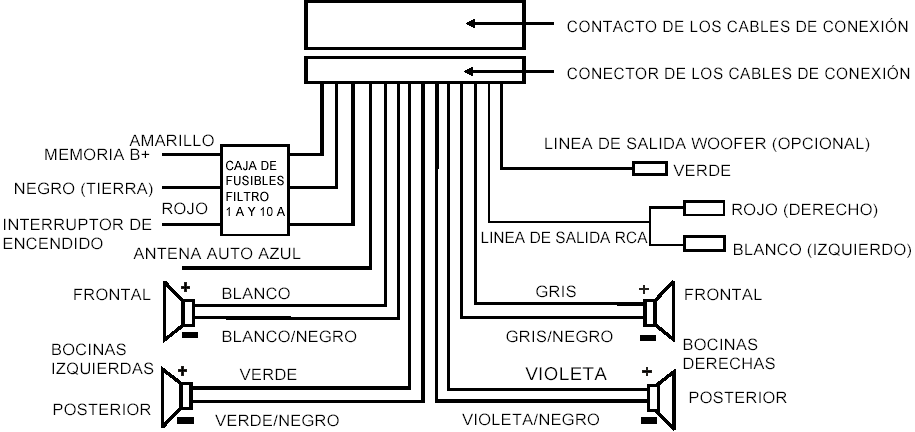 CONTACTO DE LOS CABLES DE CONEXIÓN
CONECTOR DE LOS CABLES DE CONEXIÓN
AMARILLO
MEMORIA B+
NEGRO (TIERRA)
ROJO
INTERRUPTOR DE
ENCENDIDO
CAJA DE
FUSIBLES
FILTRO
1 A Y 10 A
ANTENA AUTO AZUL
LINEA DE SALIDA WOOFER (OPCIONAL)
VERDE
ROJO (DERECHO)
LINEA DE SALIDA RCA
BLANCO (IZQUIERDO)
FRONTAL
+
BLANCO
BLANCO/NEGRO
BOCINAS
IZQUIERDAS
+
VERDE
POSTERIOR
VERDE/NEGRO
GRIS
+
FRONTAL
GRIS/NEGRO
BOCINAS
DERECHAS
VIOLETA
+
POSTERIOR
VIOLETA/NEGRO